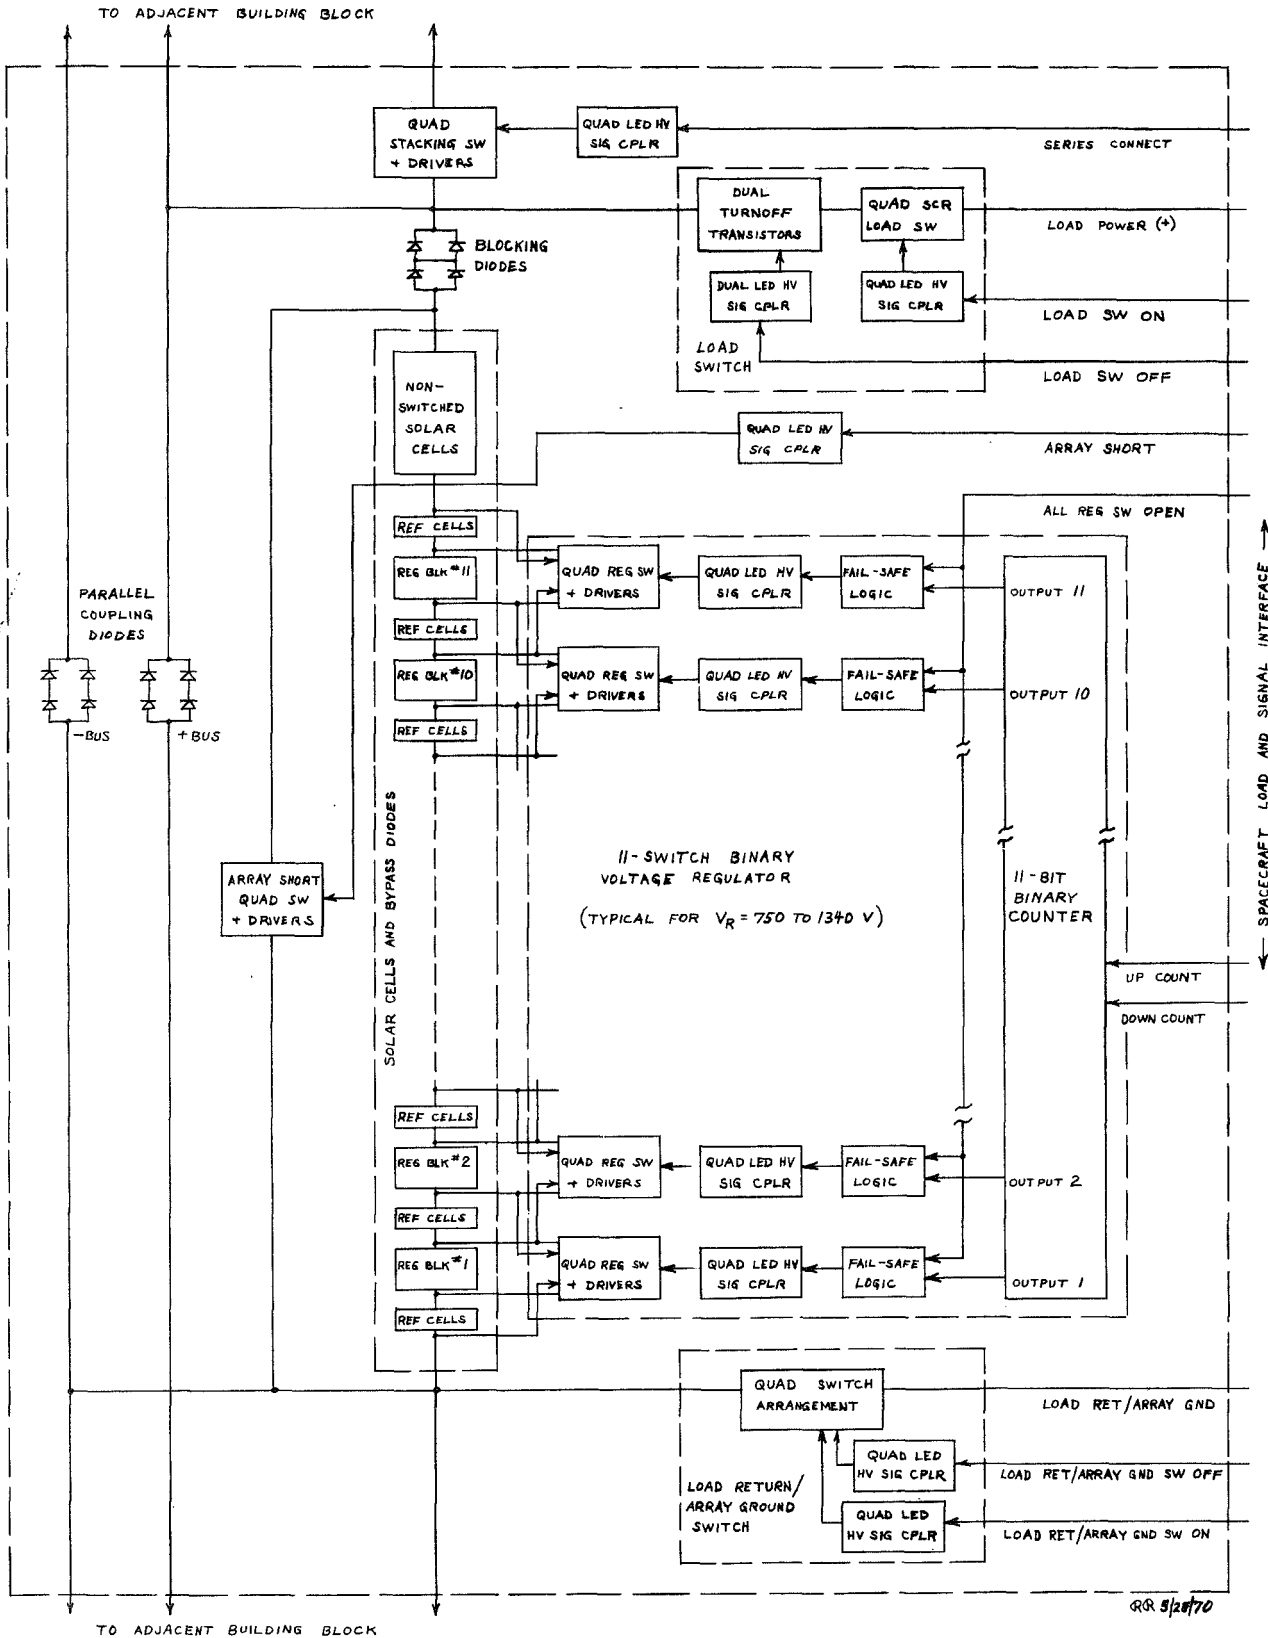 TO ADJACENT BUILDING BLOCK
QUAD
STACKING SW
+ DRIVERS
QUAD LED HV
SIG CPLR
SERIES CONNECT
DUAL
TURNOFF
TRANSISTORS
QUAD SCR
LOAD SW
LOAD POWER (+)
BLOCKING
DIODES
DUAL LED HV
SIG CPLR
QUAD LED HV
SIG CPLR
LOAD SW ON
LOAD
SWITCH
LOAD SW OFF
NON-
SWITCHED
SOLAR
CELLS
QUAD LED HV
SIG CPLR
ARRAY SHORT
ALL REG SW OPEN
REF CELLS
REG BLK #11
QUAD REG SW
+ DRIVERS
QUAD LED HV
SIG CPLR
FAIL-SAFE
LOGIC
OUTPUT 11
PARALLEL
COUPLING
DIODES
REF CELLS
REG BLK #10
QUAD REG SW
+ DRIVERS
QUAD LED HV
SIG CPLR
FAIL-SAFE
LOGIC
OUTPUT 10
REF CELLS
-BUS
+BUS
SPACECRAFT LOAD AND SIGNAL INTERFACE
SOLAR CELLS AND BYPASS DIODES
ARRAY SHORT
QUAD SW
+ DRIVERS
11-SWITCH BINARY
VOLTAGE REGULATOR
(TYPICAL FOR VR = 750 TO 1340 V)
11-BIT
BINARY
COUNTER
UP COUNT
DOWN COUNT
REF CELLS
REG BLK #2
QUAD REG SW
+ DRIVERS
QUAD LED HV
SIG CPLR
FAIL-SAFE
LOGIC
OUTPUT 2
REF CELLS
REG BLK #1
QUAD REG SW
+ DRIVERS
QUAD LED HV
SIG CPLR
FAIL-SAFE
LOGIC
OUTPUT 1
REF CELLS
QUAD SWITCH
ARRANGEMENT
LOAD RET/ARRAY GND
QUAD LED
HV SIG CPLR
LOAD RET/ARRAY GND SW OFF
LOAD RETURN/
ARRAY GROUND
SWITCH
QUAD LED
HV SIG CPLR
LOAD RET/ARRAY GND SW ON
RR 5/28/70
TO ADJACENT BUILDING BLOCK